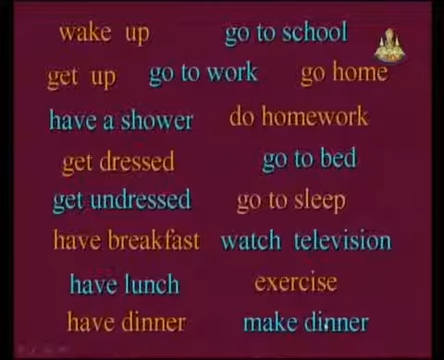 wake up go to school
get up go to work go home
have a shower do homework
get dressed go to bed
get undressed go to sleep
have breakfast watch television
have lunch exercise
have dinner make dinner